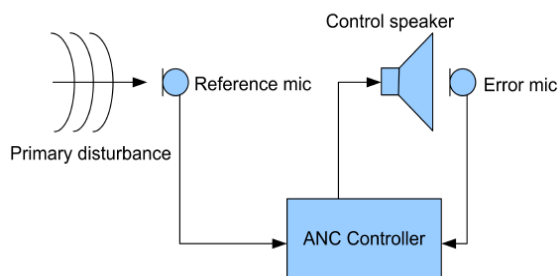 Control speaker
Reference mic
Error mic
Primary disturbance
ANC Controller